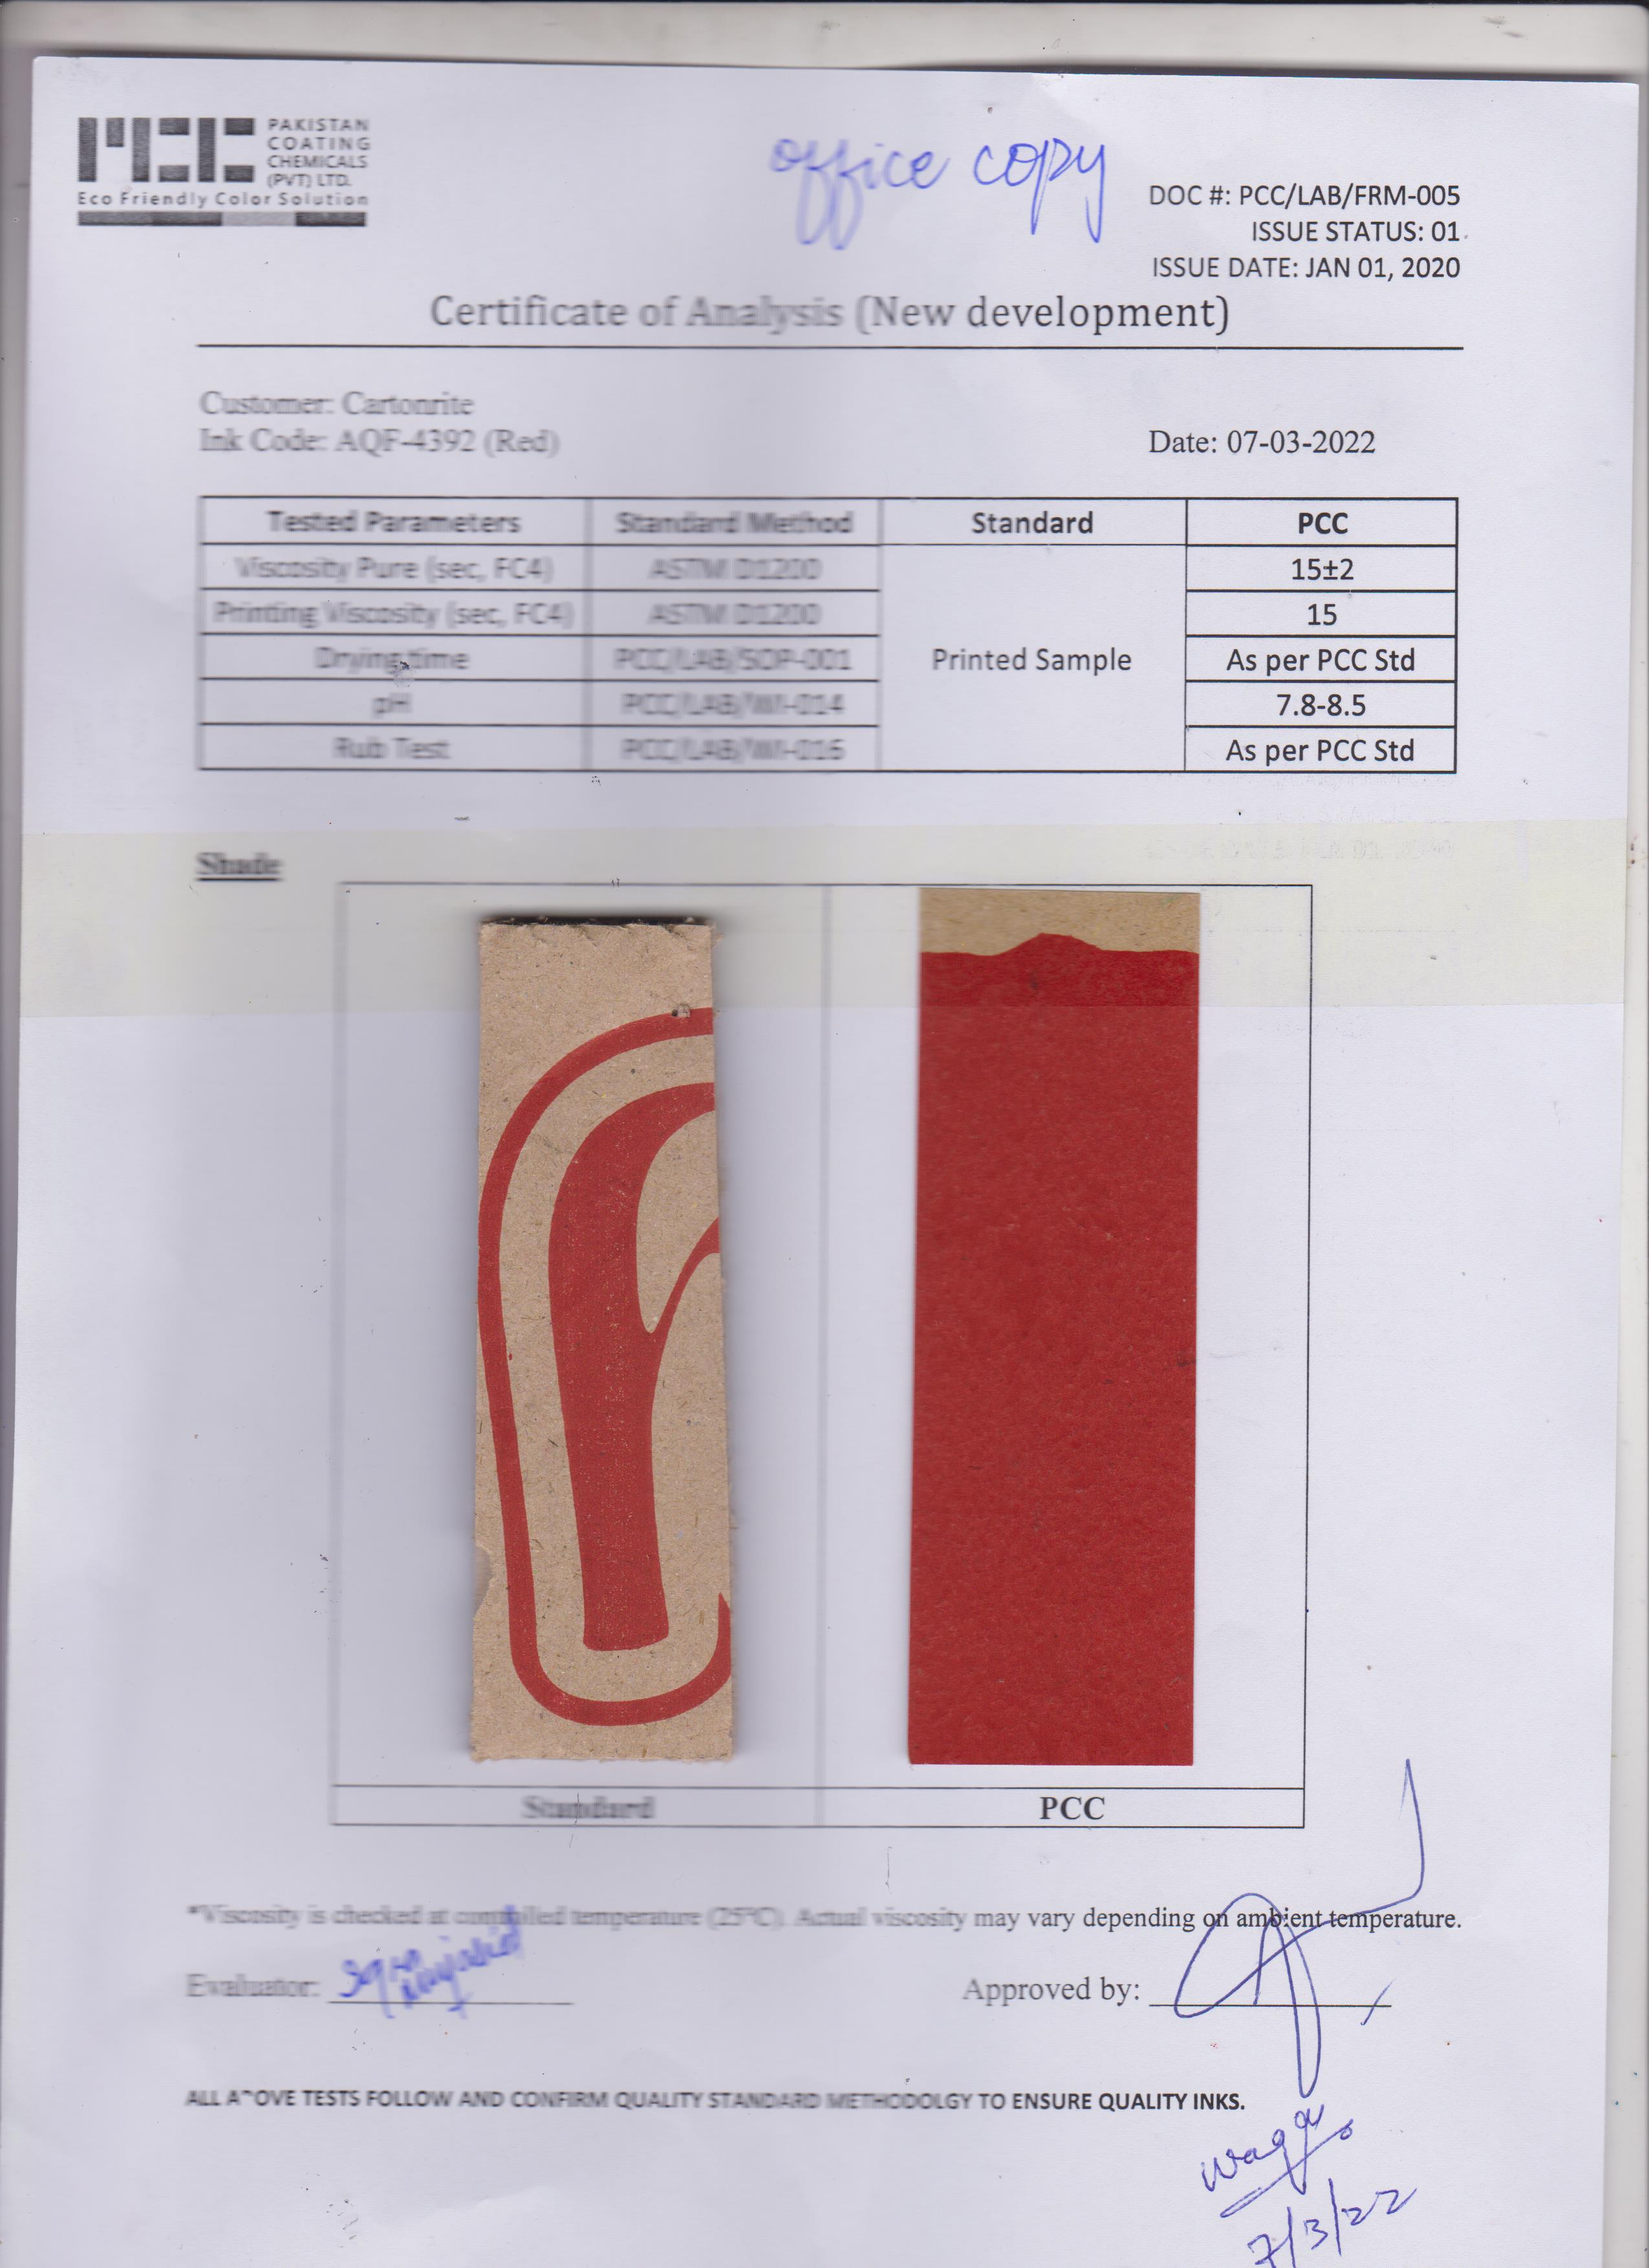 PCC
PAKISTAN
COATING
CHEMICALS
(PVT) LTD.
Eco Friendly Color Solution
office copy
DOC #: PCC/LAB/FRM-005
ISSUE STATUS: 01
ISSUE DATE: JAN 01, 2020
Certificate of Analysis (New development)
Customer: Cartonrite
Ink Code: AQF-4392 (Red)
Date: 07-03-2022
Tested Parameters Standard Method Standard PCC
Viscosity Pure (sec, FC4) ASTM D1200 15±2
Printing Viscosity (sec, FC4) ASTM D1200 15
Drying time PCC/LAB/SOP-001 Printed Sample As per PCC Std
pH PCC/LAB/WI-014 7.8-8.5
Rub Test PCC/LAB/WI-016 As per PCC Std
Shade
Standard PCC
*Viscosity is checked at controlled temperature (25°C). Actual viscosity may vary depending on ambient temperature.
Evaluator:
Approved by:
ALL ABOVE TESTS FOLLOW AND CONFIRM QUALITY STANDARD METHODOLGY TO ENSURE QUALITY INKS.
7/3/22